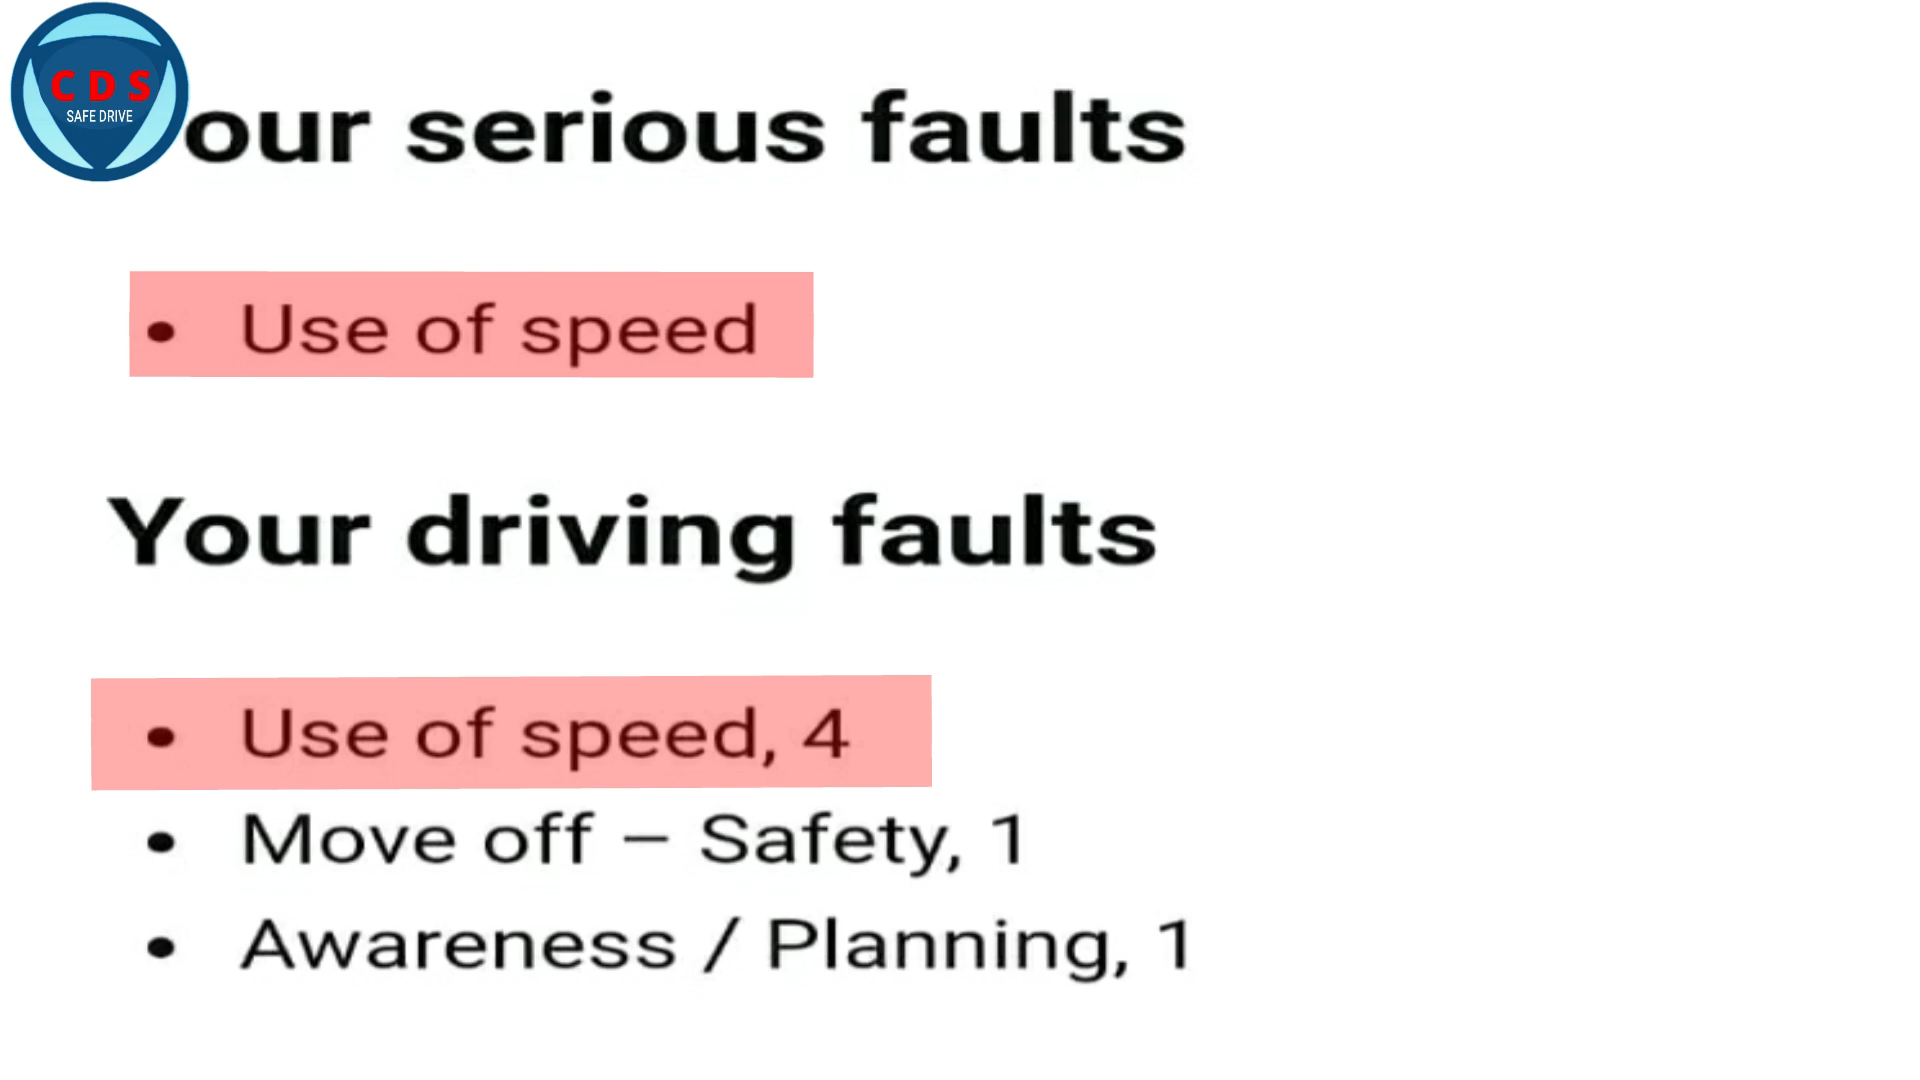 C D S
SAFE DRIVE
our serious faults
• Use of speed
Your driving faults
• Use of speed, 4
• Move off – Safety, 1
• Awareness / Planning, 1